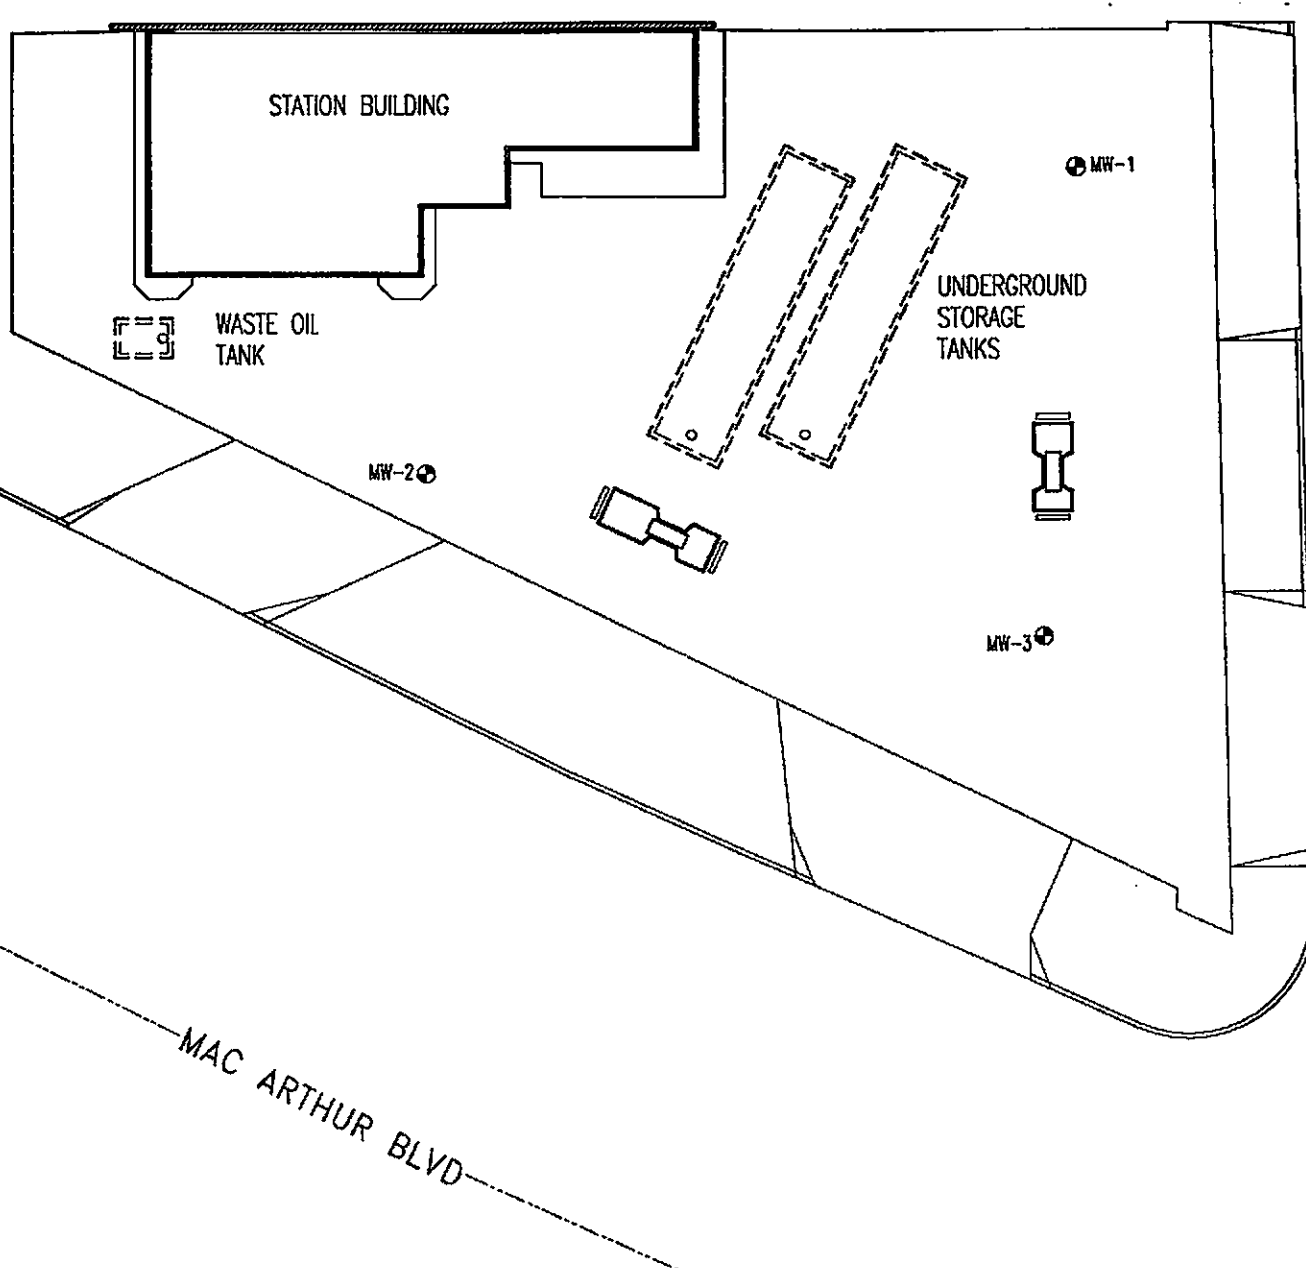 STATION BUILDING
MW-1
UNDERGROUND
STORAGE
TANKS
WASTE OIL
TANK
MW-2
MW-3
MAC ARTHUR BLVD